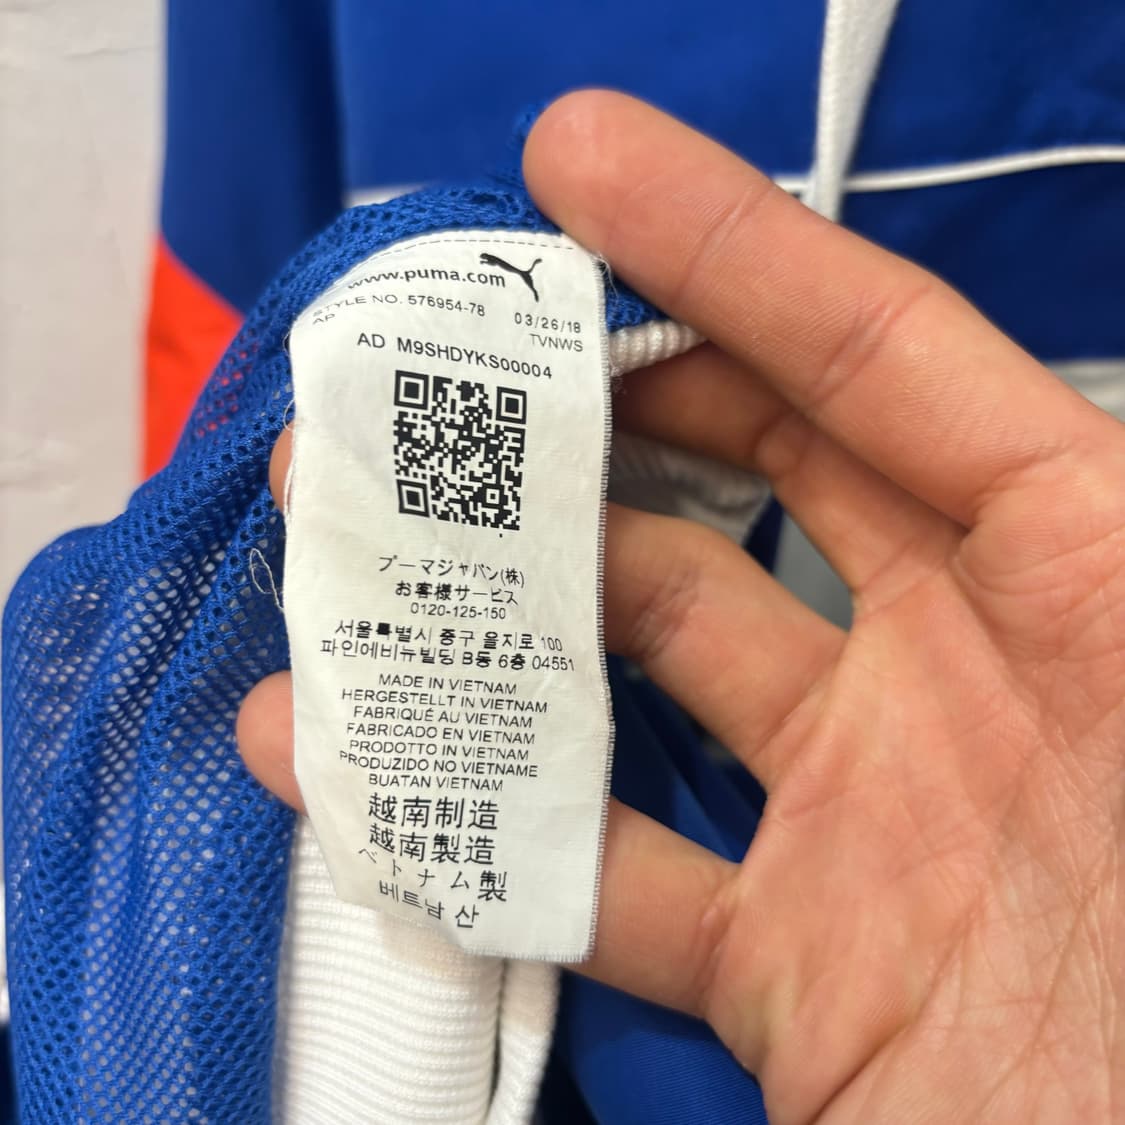 www.puma.com
STYLE NO. 576954-78 03/26/18
AP TVNWS
AD M9SHDYKS00004
プーマジャパン(株)
お客様サービス
0120-125-150
서울특별시 중구 을지로 100
파인에비뉴빌딩 B동 6층 04551
MADE IN VIETNAM
HERGESTELLT IN VIETNAM
FABRIQUÉ AU VIETNAM
FABRICADO EN VIETNAM
PRODOTTO IN VIETNAM
PRODUZIDO NO VIETNAME
BUATAN VIETNAM
越南制造
越南製造
ベトナム製
베트남 산